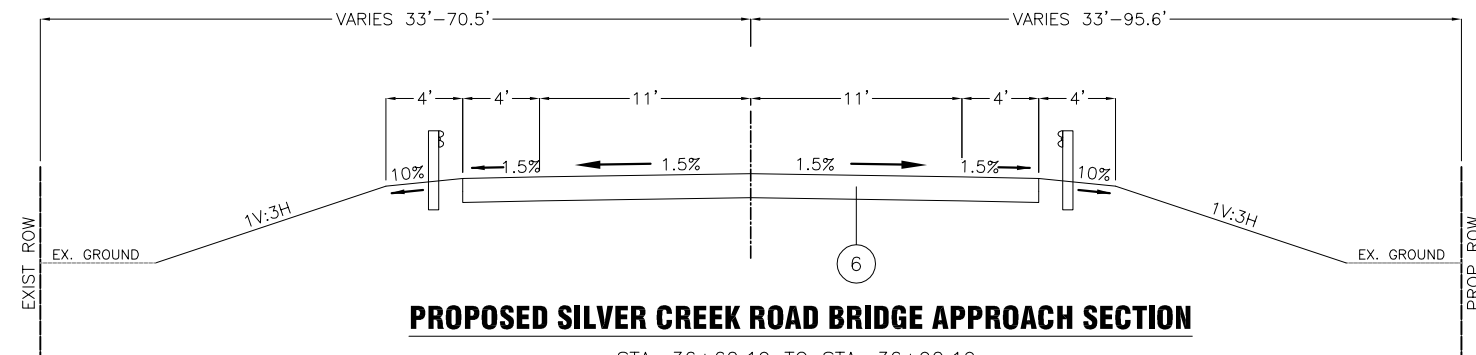 VARIES 33'-70.5' VARIES 33'-95.6'
4' 4' 11' 11' 4' 4'
10% 1.5% 1.5% 1.5% 1.5% 10%
1V:3H 1V:3H
EX. GROUND EX. GROUND
EXIST ROW
PROP ROW
6
PROPOSED SILVER CREEK ROAD BRIDGE APPROACH SECTION